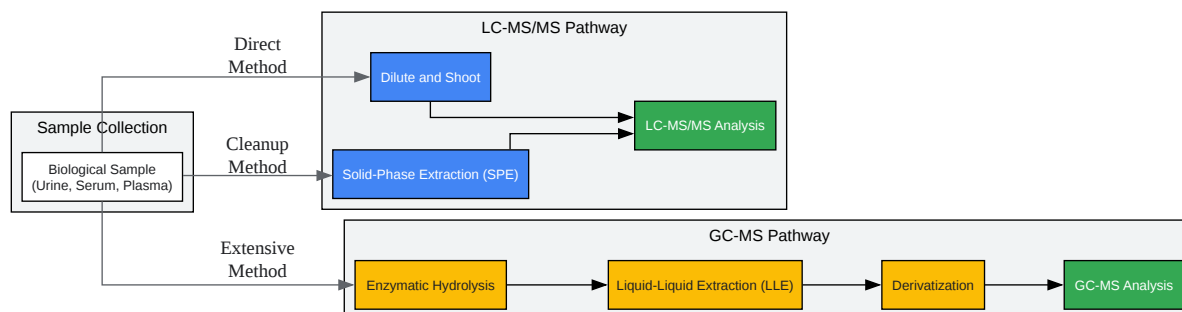 LC-MS/MS Pathway
Direct
Method
Dilute and Shoot
LC-MS/MS Analysis
Sample Collection
Biological Sample
(Urine, Serum, Plasma)
Cleanup
Method
Solid-Phase Extraction (SPE)
GC-MS Pathway
Extensive
Method
Enzymatic Hydrolysis
Liquid-Liquid Extraction (LLE)
Derivatization
GC-MS Analysis